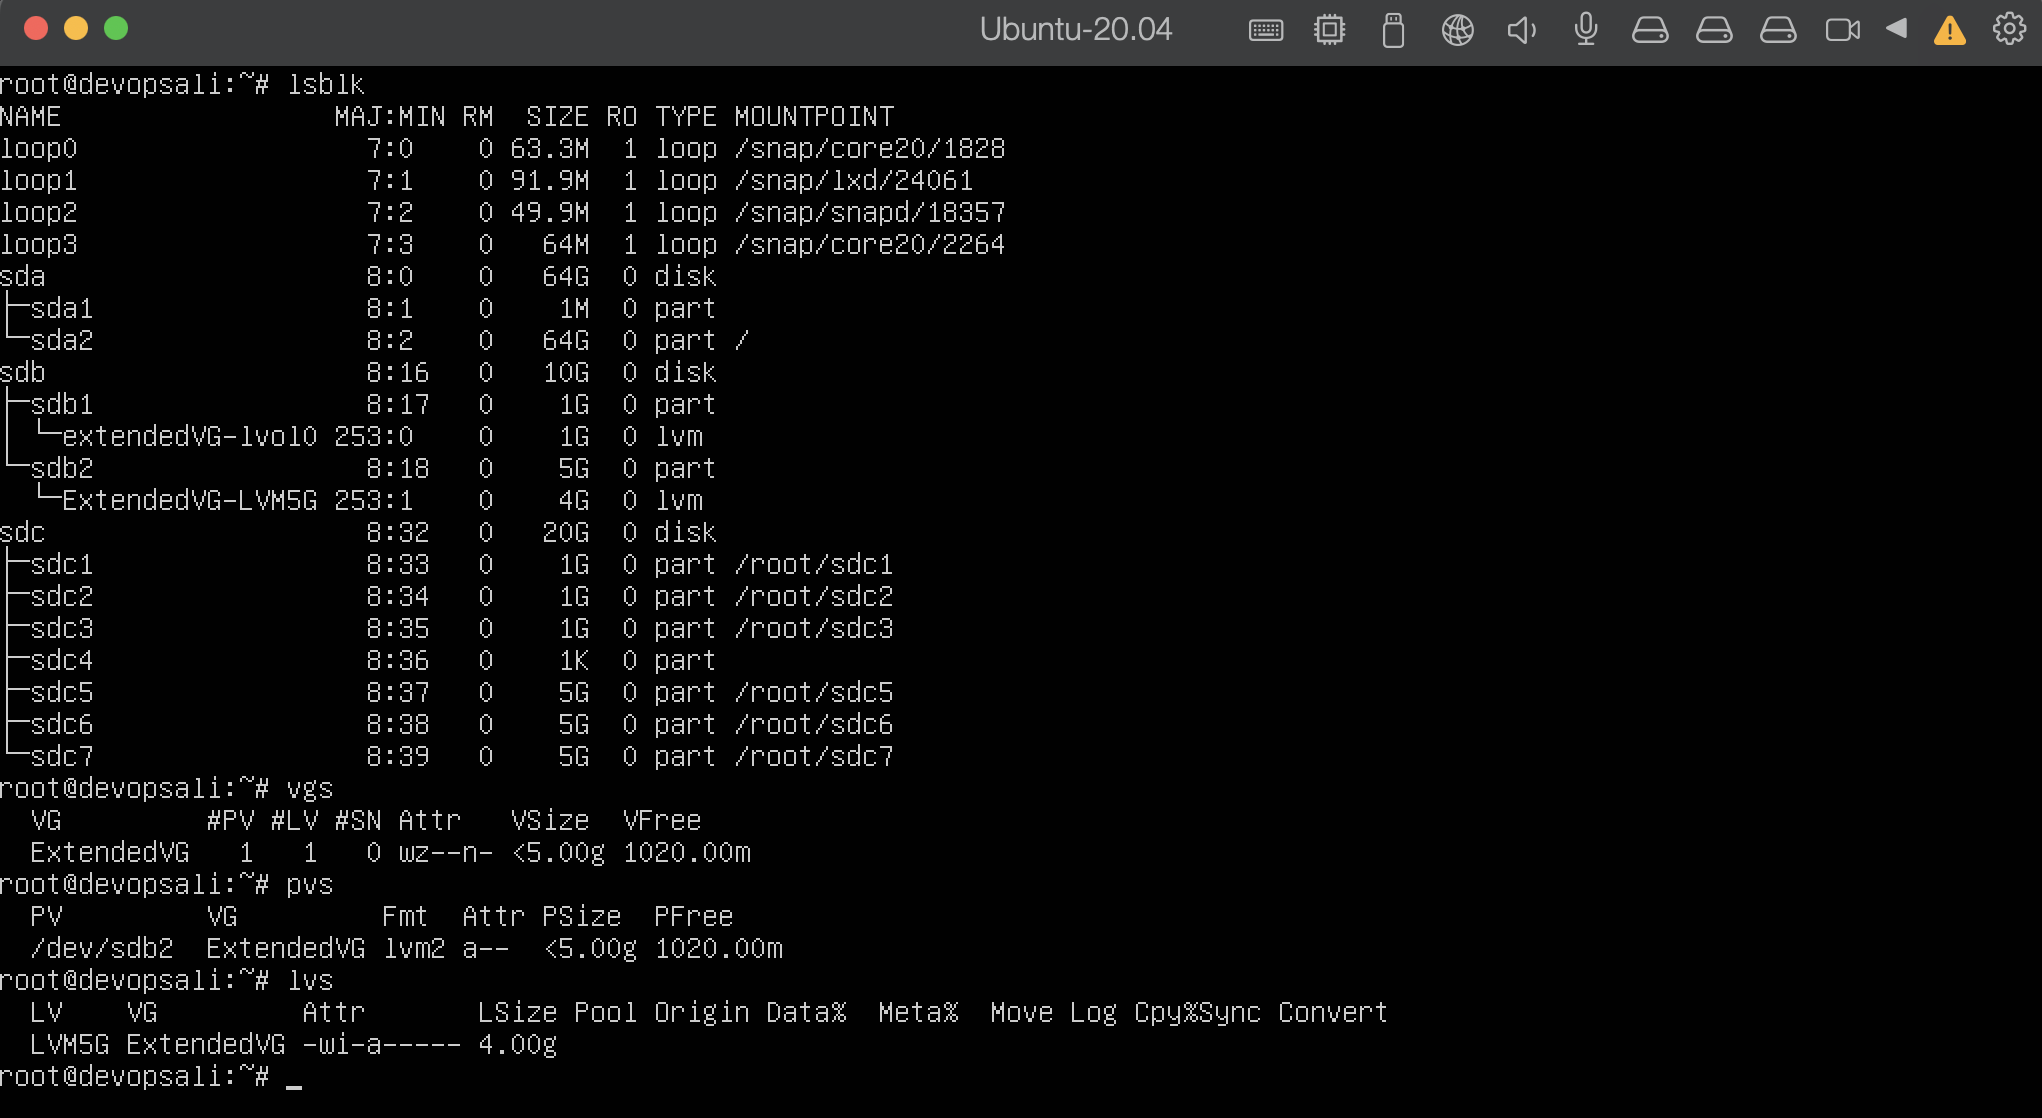 Ubuntu-20.04
root@devopsali:~# lsblk
NAME                 MAJ:MIN RM  SIZE RO TYPE MOUNTPOINT
loop0                  7:0    0 63.3M  1 loop /snap/core20/1828
loop1                  7:1    0 91.9M  1 loop /snap/lxd/24061
loop2                  7:2    0 49.9M  1 loop /snap/snapd/18357
loop3                  7:3    0   64M  1 loop /snap/core20/2264
sda                    8:0    0   64G  0 disk
├─sda1                 8:1    0    1M  0 part
└─sda2                 8:2    0   64G  0 part /
sdb                    8:16   0   10G  0 disk
├─sdb1                 8:17   0    1G  0 part
│ └─extendedVG-lvol0 253:0    0    1G  0 lvm
└─sdb2                 8:18   0    5G  0 part
  └─ExtendedVG-LVM5G 253:1    0    4G  0 lvm
sdc                    8:32   0   20G  0 disk
├─sdc1                 8:33   0    1G  0 part /root/sdc1
├─sdc2                 8:34   0    1G  0 part /root/sdc2
├─sdc3                 8:35   0    1G  0 part /root/sdc3
├─sdc4                 8:36   0    1K  0 part
├─sdc5                 8:37   0    5G  0 part /root/sdc5
├─sdc6                 8:38   0    5G  0 part /root/sdc6
└─sdc7                 8:39   0    5G  0 part /root/sdc7
root@devopsali:~# vgs
  VG         #PV #LV #SN Attr   VSize  VFree
  ExtendedVG   1   1   0 wz--n- <5.00g 1020.00m
root@devopsali:~# pvs
  PV         VG         Fmt  Attr PSize  PFree
  /dev/sdb2  ExtendedVG lvm2 a--  <5.00g 1020.00m
root@devopsali:~# lvs
  LV    VG         Attr       LSize Pool Origin Data%  Meta%  Move Log Cpy%Sync Convert
  LVM5G ExtendedVG -wi-a----- 4.00g
root@devopsali:~# _